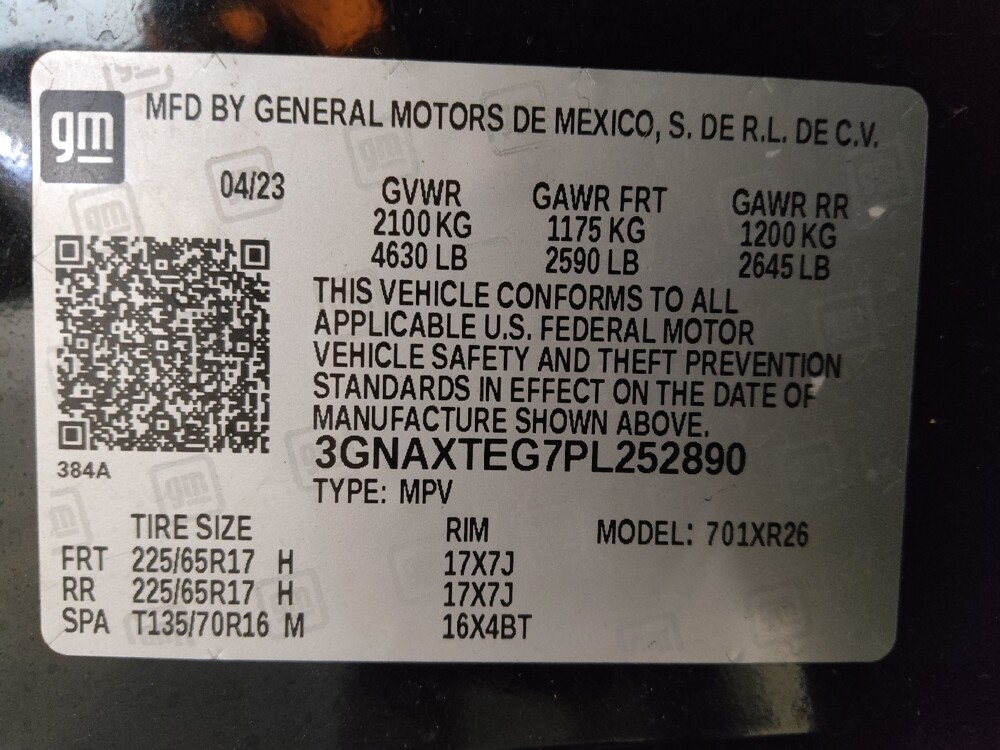 gm MFD BY GENERAL MOTORS DE MEXICO, S. DE R.L. DE C.V.
04/23 GVWR GAWR FRT GAWR RR
2100 KG 1175 KG 1200 KG
4630 LB 2590 LB 2645 LB
THIS VEHICLE CONFORMS TO ALL
APPLICABLE U.S. FEDERAL MOTOR
VEHICLE SAFETY AND THEFT PREVENTION
STANDARDS IN EFFECT ON THE DATE OF
MANUFACTURE SHOWN ABOVE.
384A
3GNAXTEG7PL252890
TYPE: MPV
TIRE SIZE RIM MODEL: 701XR26
FRT 225/65R17 H 17X7J
RR 225/65R17 H 17X7J
SPA T135/70R16 M 16X4BT